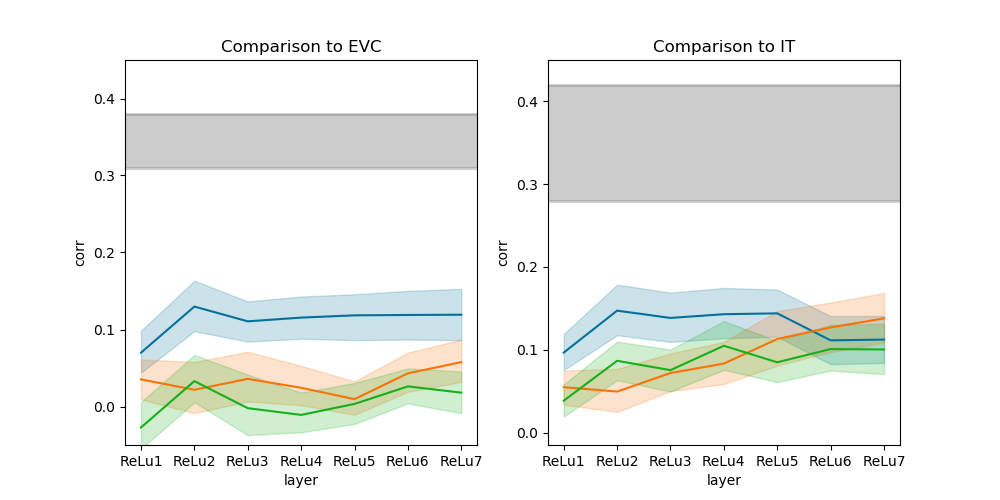 Comparison to EVC
corr
0.4
0.3
0.2
0.1
0.0
ReLu1 ReLu2 ReLu3 ReLu4 ReLu5 ReLu6 ReLu7
layer
Comparison to IT
corr
0.4
0.3
0.2
0.1
0.0
ReLu1 ReLu2 ReLu3 ReLu4 ReLu5 ReLu6 ReLu7
layer